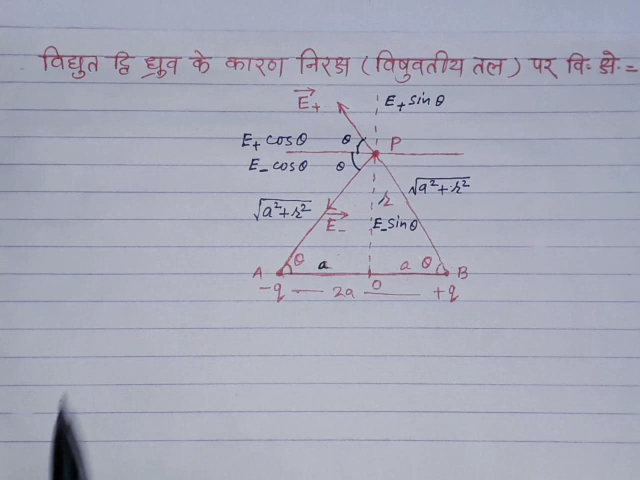 विद्युत द्वि ध्रुव के कारण निरक्ष (विषुवतीय तल) पर वि॰ क्षे॰ =
E₊ E₊ sinθ
E₊ cosθ θ P
E₋ cosθ θ
√a²+r² r √a²+r²
E₋ E₋sinθ
A θ a a θ B
-q 2a O +q